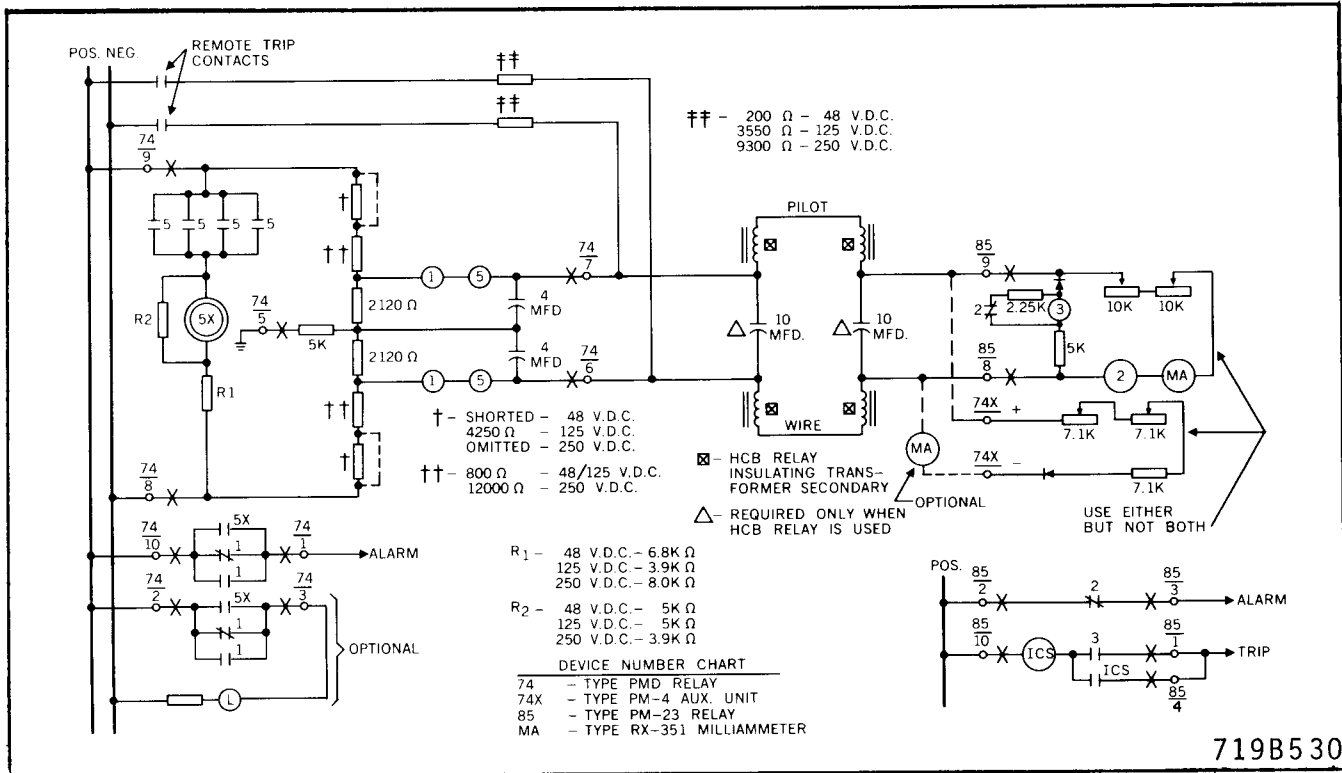 POS. NEG.
REMOTE TRIP
CONTACTS
‡‡
‡‡
‡‡ - 200 Ω - 48 V.D.C.
3550 Ω - 125 V.D.C.
9300 Ω - 250 V.D.C.
74
9
5 5 5 5
†
††
R2
5X
74
5
5K
2120 Ω
2120 Ω
1 5
1 5
4
MFD
4
MFD
74
7
74
6
R1
††
†
74
8
† - SHORTED - 48 V.D.C.
4250 Ω - 125 V.D.C.
OMITTED - 250 V.D.C.
†† - 800 Ω - 48/125 V.D.C.
12000 Ω - 250 V.D.C.
PILOT
10
MFD.
10
MFD.
WIRE
85
9
2
2.25K
3
10K 10K
5K
85
8
2
MA
74X +
7.1K 7.1K
MA
74X -
7.1K
OPTIONAL
USE EITHER
BUT NOT BOTH
- HCB RELAY
INSULATING TRANS-
FORMER SECONDARY
△ - REQUIRED ONLY WHEN
HCB RELAY IS USED
74
10
5X
1
1
74
1
ALARM
74
2
5X
1
1
74
3
OPTIONAL
L
R1 - 48 V.D.C. - 6.8K Ω
125 V.D.C. - 3.9K Ω
250 V.D.C. - 8.0K Ω
R2 - 48 V.D.C. - 5K Ω
125 V.D.C. - 5K Ω
250 V.D.C. - 3.9K Ω
DEVICE NUMBER CHART
74 - TYPE PMD RELAY
74X - TYPE PM-4 AUX. UNIT
85 - TYPE PM-23 RELAY
MA - TYPE RX-351 MILLIAMMETER
POS.
85
2
2
85
3
ALARM
85
10
ICS
3
85
1
TRIP
ICS
85
4
719B530